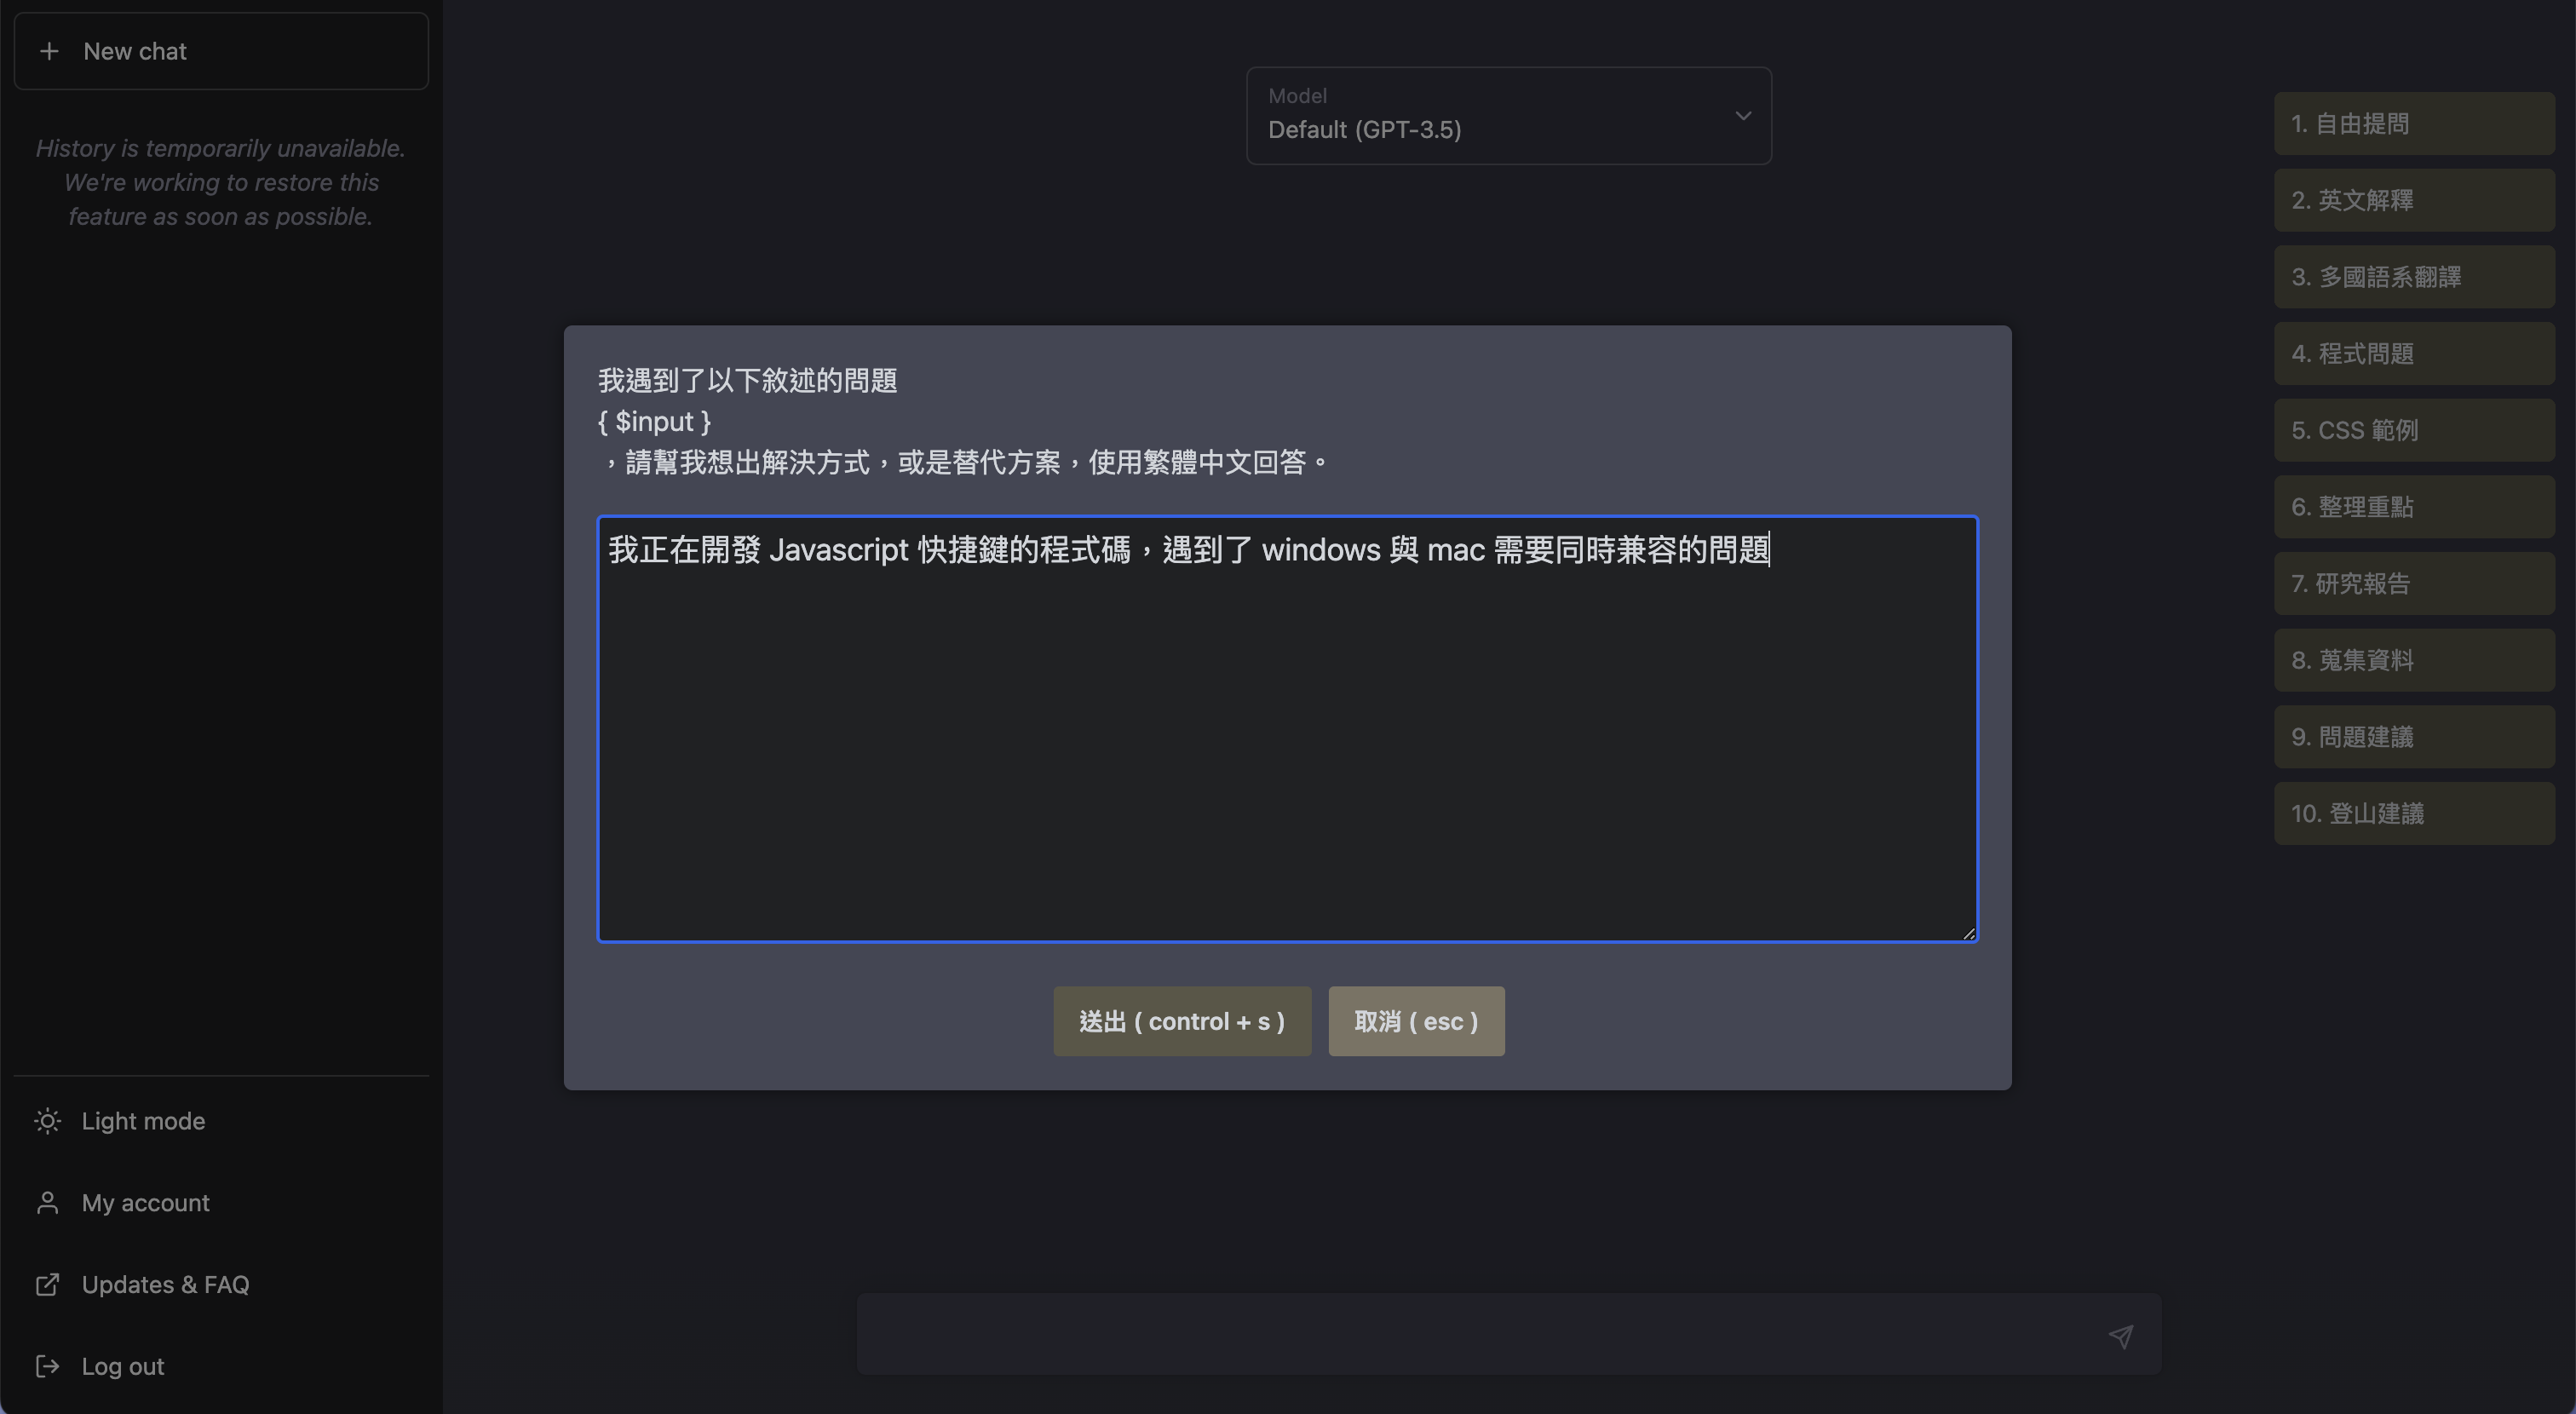 New chat
History is temporarily unavailable.
We're working to restore this
feature as soon as possible.
Light mode
My account
Updates & FAQ
Log out
Model
Default (GPT-3.5)
我遇到了以下敘述的問題
{ $input }
，請幫我想出解決方式，或是替代方案，使用繁體中文回答。
我正在開發 Javascript 快捷鍵的程式碼，遇到了 windows 與 mac 需要同時兼容的問題
送出 ( control + s )
取消 ( esc )
1. 自由提問
2. 英文解釋
3. 多國語系翻譯
4. 程式問題
5. CSS 範例
6. 整理重點
7. 研究報告
8. 蒐集資料
9. 問題建議
10. 登山建議